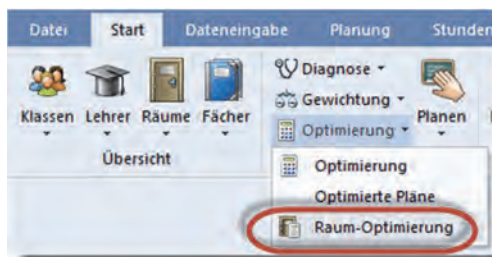 Datei Start Dateneingabe Planung Stunden
Diagnose
Gewichtung
Klassen Lehrer Räume Fächer Optimierung Planen
Übersicht
Optimierung
Optimierte Pläne
Raum-Optimierung